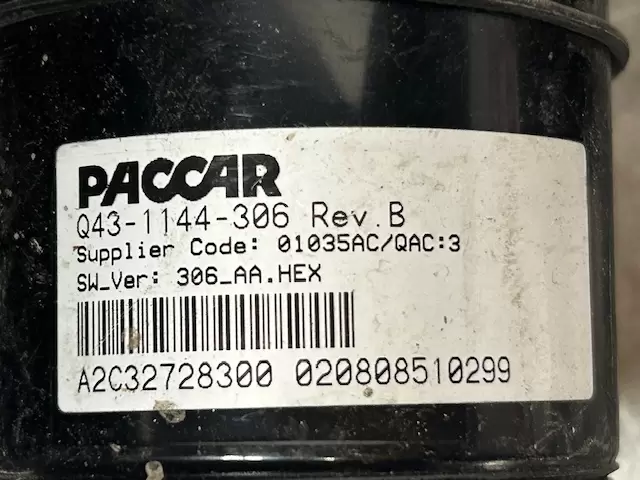 PACCAR
Q43-1144-306 Rev.B
Supplier Code: 01035AC/QAC:3
SW_Ver: 306_AA.HEX
A2C32728300 020808510299